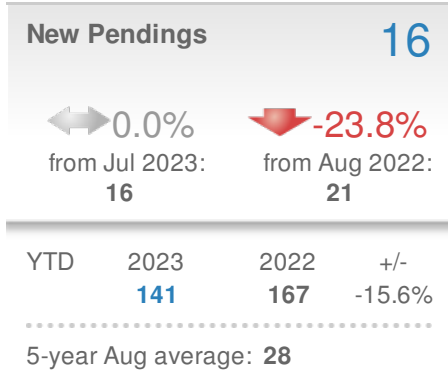 New Pendings 16
0.0% -23.8%
from Jul 2023: from Aug 2022:
16 21
YTD 2023 2022 +/-
141 167 -15.6%
5-year Aug average: 28